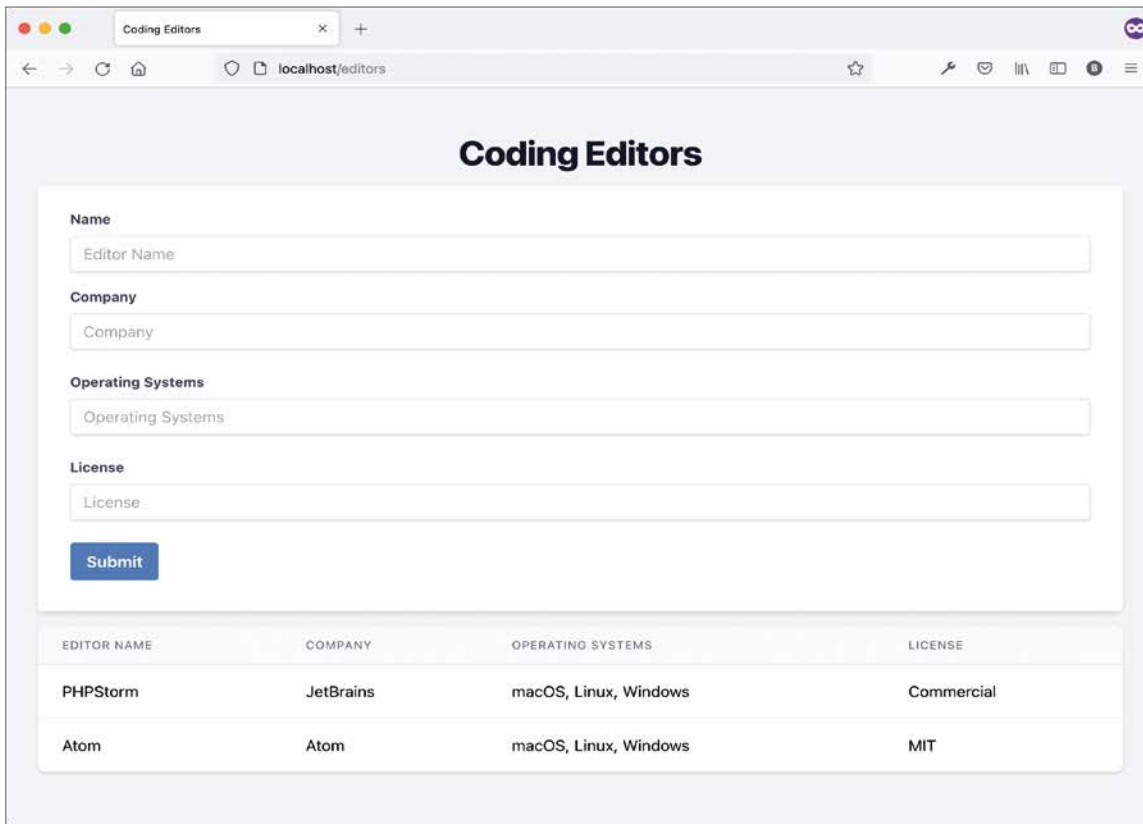 Coding Editors
localhost/editors
B
Coding Editors
Name
Editor Name
Company
Company
Operating Systems
Operating Systems
License
License
Submit
EDITOR NAME COMPANY OPERATING SYSTEMS LICENSE
PHPStorm JetBrains macOS, Linux, Windows Commercial
Atom Atom macOS, Linux, Windows MIT